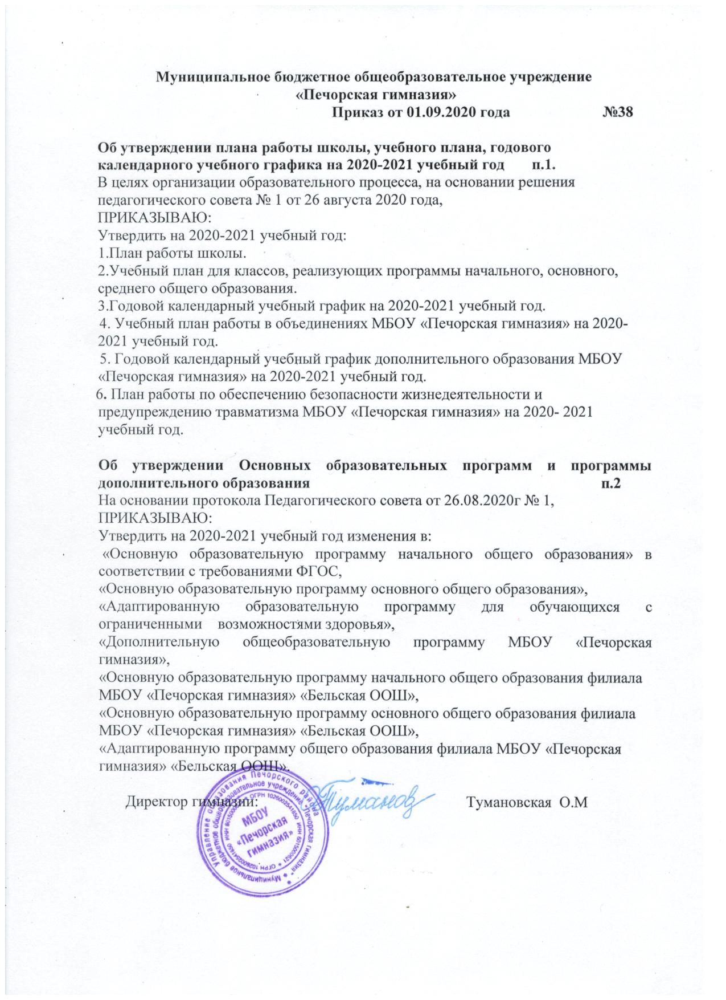 Муниципальное бюджетное общеобразовательное учреждение
«Печорская гимназия»
Приказ от 01.09.2020 года №38
Об утверждении плана работы школы, учебного плана, годового
календарного учебного графика на 2020-2021 учебный год п.1.
В целях организации образовательного процесса, на основании решения
педагогического совета № 1 от 26 августа 2020 года,
ПРИКАЗЫВАЮ:
Утвердить на 2020-2021 учебный год:
1.План работы школы.
2.Учебный план для классов, реализующих программы начального, основного,
среднего общего образования.
3.Годовой календарный учебный график на 2020-2021 учебный год.
4. Учебный план работы в объединениях МБОУ «Печорская гимназия» на 2020-
2021 учебный год.
5. Годовой календарный учебный график дополнительного образования МБОУ
«Печорская гимназия» на 2020-2021 учебный год.
6. План работы по обеспечению безопасности жизнедеятельности и
предупреждению травматизма МБОУ «Печорская гимназия» на 2020- 2021
учебный год.
Об утверждении Основных образовательных программ и программы
дополнительного образования п.2
На основании протокола Педагогического совета от 26.08.2020г № 1,
ПРИКАЗЫВАЮ:
Утвердить на 2020-2021 учебный год изменения в:
«Основную образовательную программу начального общего образования» в
соответствии с требованиями ФГОС,
«Основную образовательную программу основного общего образования»,
«Адаптированную образовательную программу для обучающихся с
ограниченными возможностями здоровья»,
«Дополнительную общеобразовательную программу МБОУ «Печорская
гимназия»,
«Основную образовательную программу начального общего образования филиала
МБОУ «Печорская гимназия» «Бельская ООШ»,
«Основную образовательную программу основного общего образования филиала
МБОУ «Печорская гимназия» «Бельская ООШ»,
«Адаптированную программу общего образования филиала МБОУ «Печорская
гимназия» «Бельская ООШ».
Директор гимназии: Тумановская О.М
Управление образования Печорского района
Муниципальное бюджетное общеобразовательное учреждение "Печорская гимназия"
ОГРН 1026002541850 ИНН 6015000621
МБОУ
«Печорская
гимназия»